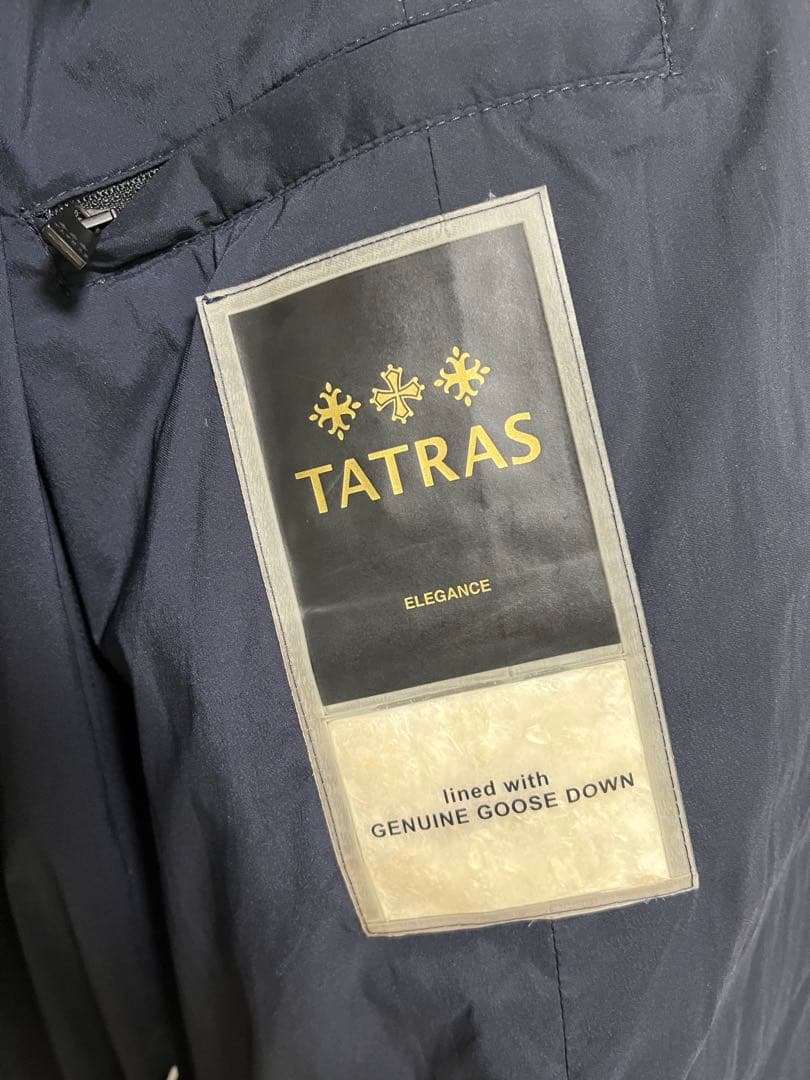 TATRAS
ELEGANCE
lined with
GENUINE GOOSE DOWN